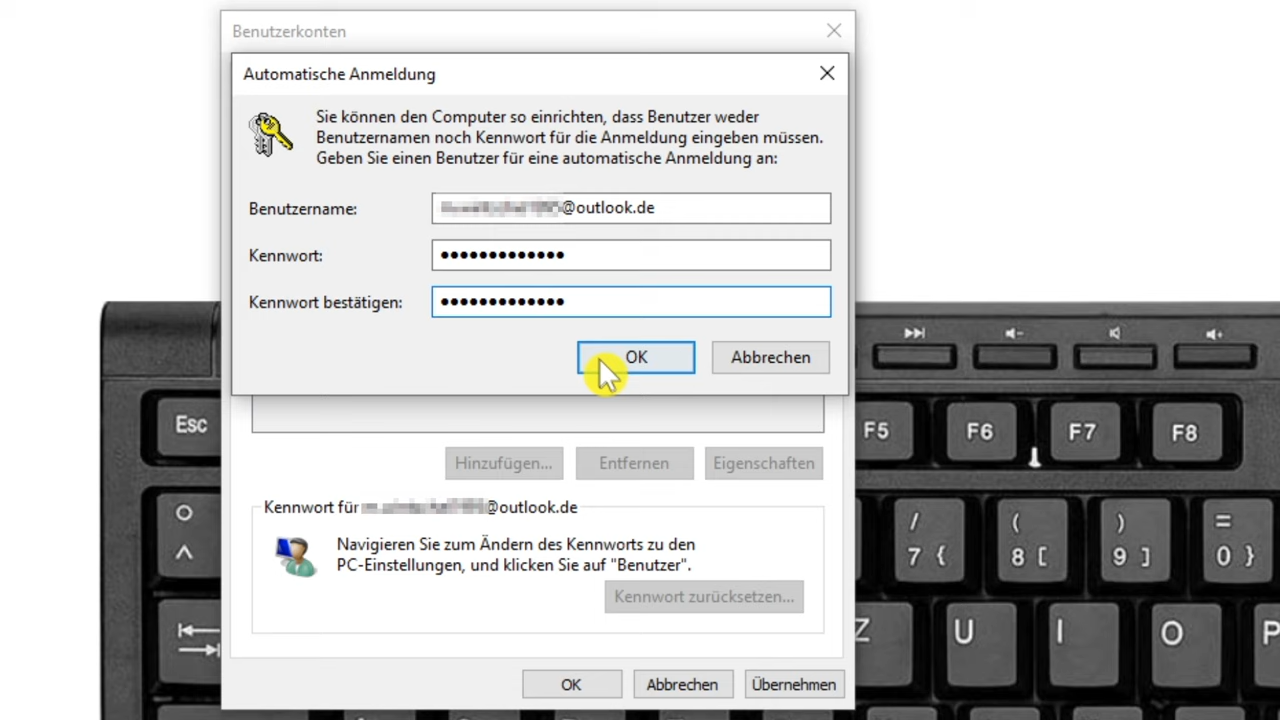 Benutzerkonten
Automatische Anmeldung
Sie können den Computer so einrichten, dass Benutzer weder
Benutzernamen noch Kennwort für die Anmeldung eingeben müssen.
Geben Sie einen Benutzer für eine automatische Anmeldung an:
Benutzername:
@outlook.de
Kennwort:
●●●●●●●●●●●●●
Kennwort bestätigen:
●●●●●●●●●●●●●
OK
Abbrechen
Hinzufügen...
Entfernen
Eigenschaften
Kennwort für
@outlook.de
Navigieren Sie zum Ändern des Kennworts zu den
PC-Einstellungen, und klicken Sie auf "Benutzer".
Kennwort zurücksetzen...
OK
Abbrechen
Übernehmen
Esc
F5
F6
F7
F8
/
7 {
(
8 [
)
9 ]
=
0 }
Z
U
I
O
P